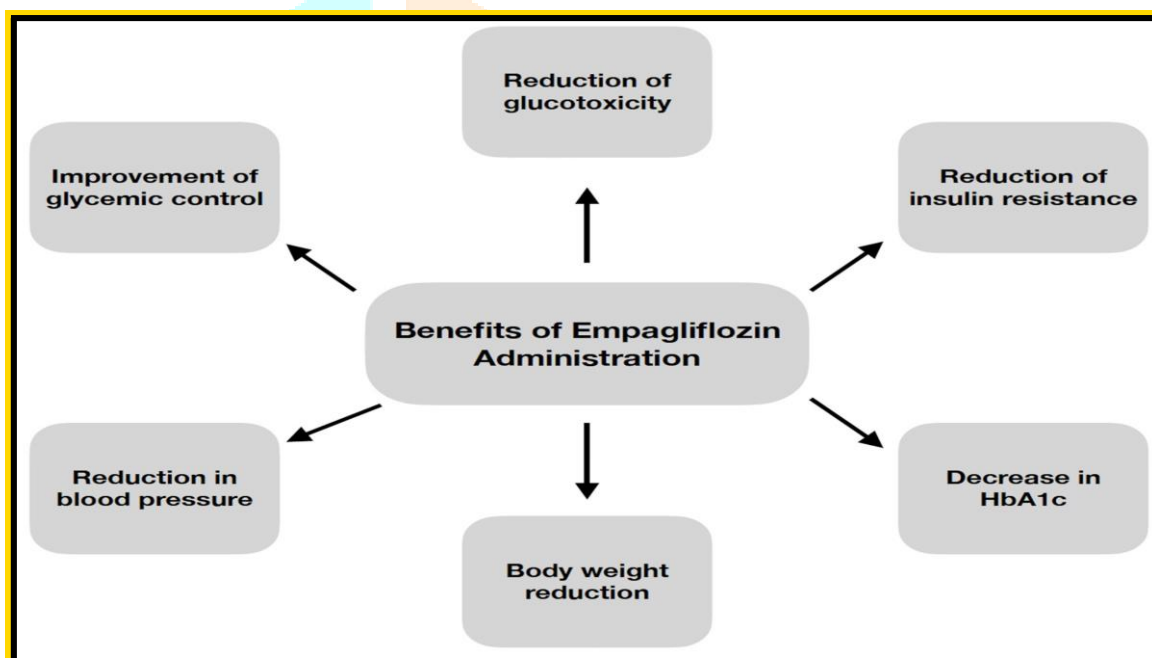 Reduction of
glucotoxicity
Improvement of
glycemic control
Reduction of
insulin resistance
Benefits of Empagliflozin
Administration
Reduction in
blood pressure
Decrease in
HbA1c
Body weight
reduction